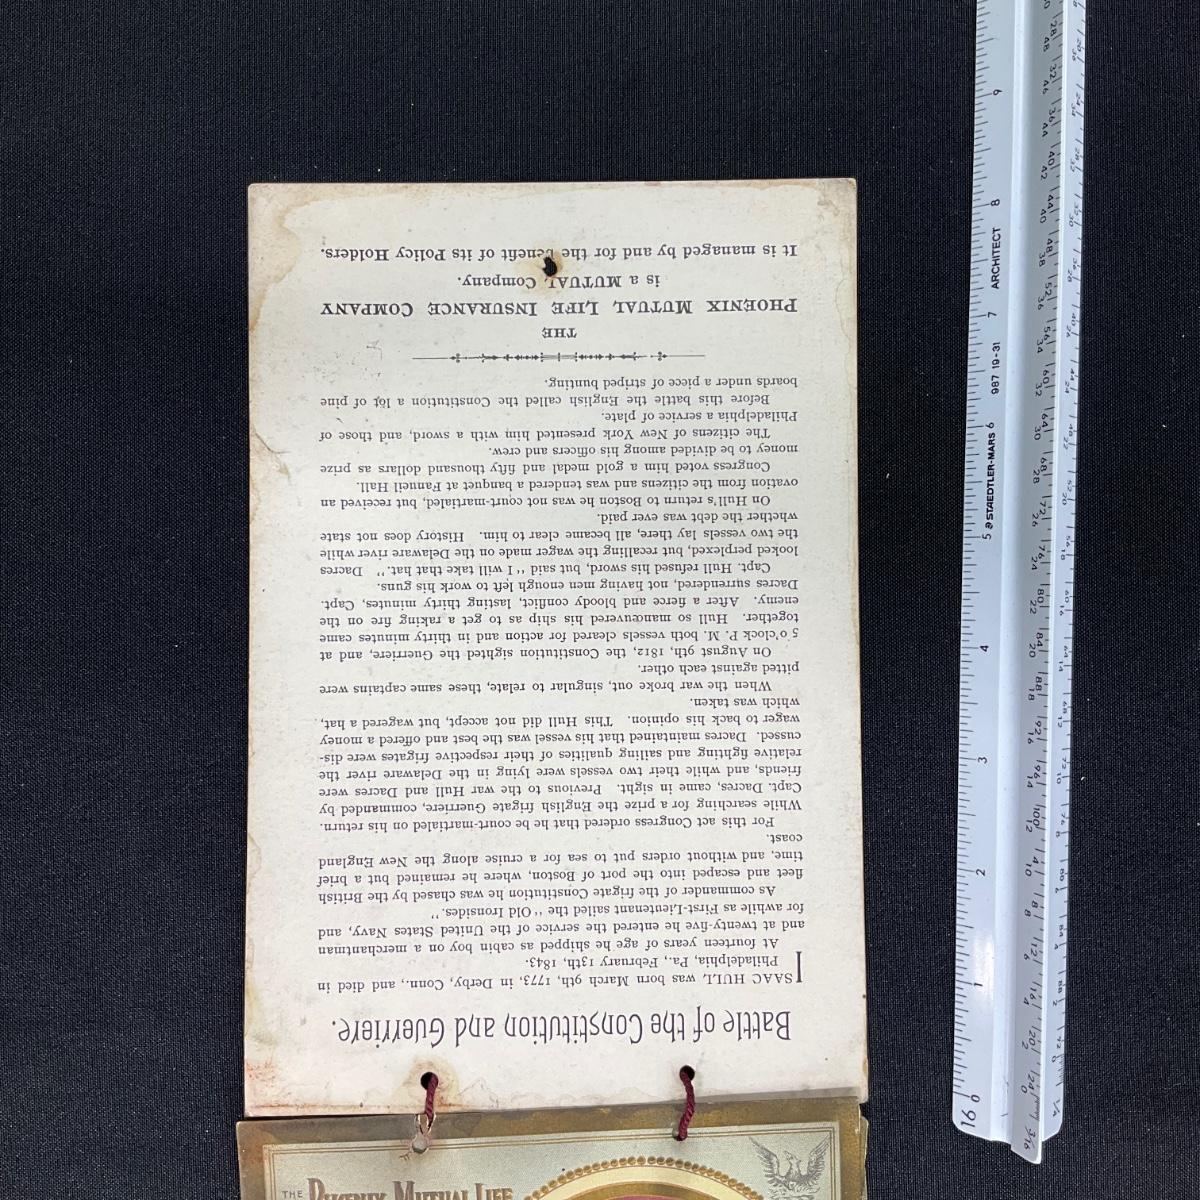 Battle of the Constitution and Guerriere.
ISAAC HULL was born March 9th, 1773, in Derby, Conn., and died in
Philadelphia, Pa., February 13th, 1843.
At fourteen years of age he shipped as cabin boy on a merchantman
and at twenty-five he entered the service of the United States Navy, and
for awhile as First-Lieutenant sailed the "Old Ironsides."
As commander of the frigate Constitution he was chased by the British
fleet and escaped into the port of Boston, where he remained but a brief
time, and without orders put to sea for a cruise along the New England
coast.
For this act Congress ordered that he be court-martialed on his return.
While searching for a prize the English frigate Guerriere, commanded by
Capt. Dacres, came in sight. Previous to the war Hull and Dacres were
friends, and while their two vessels were lying in the Delaware river the
relative fighting and sailing qualities of their respective frigates were dis-
cussed. Dacres maintained that his vessel was the best and offered a money
wager to back his opinion. This Hull did not accept, but wagered a hat,
which was taken.
When the war broke out, singular to relate, these same captains were
pitted against each other.
On August 9th, 1812, the Constitution sighted the Guerriere, and at
5 o'clock P. M. both vessels cleared for action and in thirty minutes came
together. Hull so manœuvered his ship as to get a raking fire on the
enemy. After a fierce and bloody conflict, lasting thirty minutes, Capt.
Dacres surrendered, not having men enough left to work his guns.
Capt. Hull refused his sword, but said "I will take that hat." Dacres
looked perplexed, but recalling the wager made on the Delaware river while
the two vessels lay there, all became clear to him. History does not state
whether the debt was ever paid.
On Hull's return to Boston he was not court-martialed, but received an
ovation from the citizens and was tendered a banquet at Fanueil Hall.
Congress voted him a gold medal and fifty thousand dollars as prize
money to be divided among his officers and crew.
The citizens of New York presented him with a sword, and those of
Philadelphia a service of plate.
Before this battle the English called the Constitution a lot of pine
boards under a piece of striped bunting.
THE
PHOENIX MUTUAL LIFE INSURANCE COMPANY
is a MUTUAL Company.
It is managed by and for the benefit of its Policy Holders.
THE PHOENIX MUTUAL LIFE
STAEDTLER-MARS 987 19-31 ARCHITECT
16 0 1 2 3 4 5 6 7 8 9